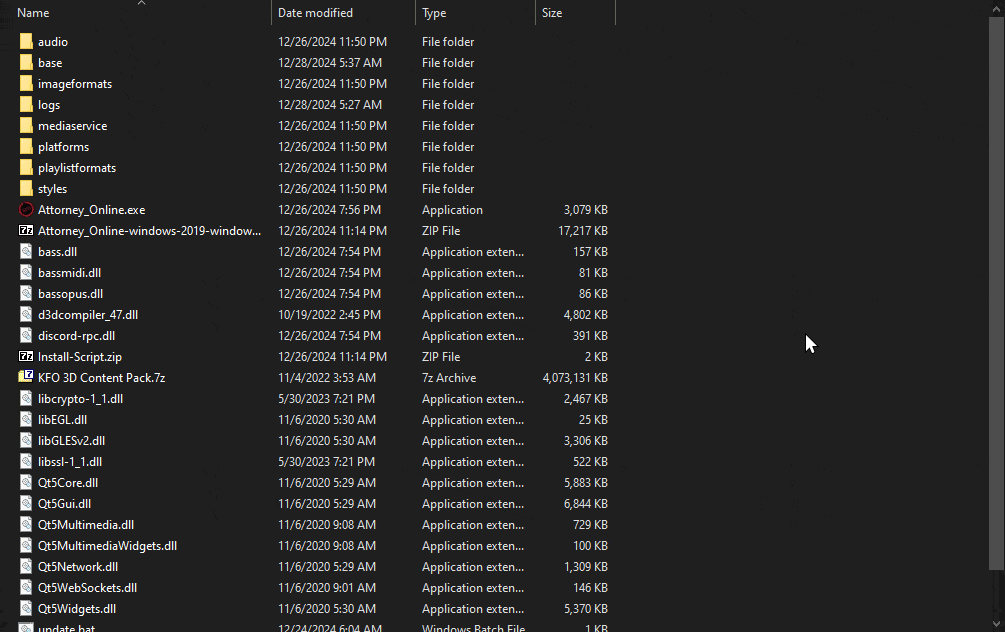 Name Date modified Type Size
audio 12/26/2024 11:50 PM File folder
base 12/28/2024 5:37 AM File folder
imageformats 12/26/2024 11:50 PM File folder
logs 12/28/2024 5:27 AM File folder
mediaservice 12/26/2024 11:50 PM File folder
platforms 12/26/2024 11:50 PM File folder
playlistformats 12/26/2024 11:50 PM File folder
styles 12/26/2024 11:50 PM File folder
Attorney_Online.exe 12/26/2024 7:56 PM Application 3,079 KB
Attorney_Online-windows-2019-window... 12/26/2024 11:14 PM ZIP File 17,217 KB
bass.dll 12/26/2024 7:54 PM Application exten... 157 KB
bassmidi.dll 12/26/2024 7:54 PM Application exten... 81 KB
bassopus.dll 12/26/2024 7:54 PM Application exten... 86 KB
d3dcompiler_47.dll 10/19/2022 2:45 PM Application exten... 4,802 KB
discord-rpc.dll 12/26/2024 7:54 PM Application exten... 391 KB
Install-Script.zip 12/26/2024 11:14 PM ZIP File 2 KB
KFO 3D Content Pack.7z 11/4/2022 3:53 AM 7z Archive 4,073,131 KB
libcrypto-1_1.dll 5/30/2023 7:21 PM Application exten... 2,467 KB
libEGL.dll 11/6/2020 5:30 AM Application exten... 25 KB
libGLESv2.dll 11/6/2020 5:30 AM Application exten... 3,306 KB
libssl-1_1.dll 5/30/2023 7:21 PM Application exten... 522 KB
Qt5Core.dll 11/6/2020 5:29 AM Application exten... 5,883 KB
Qt5Gui.dll 11/6/2020 5:29 AM Application exten... 6,844 KB
Qt5Multimedia.dll 11/6/2020 9:08 AM Application exten... 729 KB
Qt5MultimediaWidgets.dll 11/6/2020 9:08 AM Application exten... 100 KB
Qt5Network.dll 11/6/2020 5:29 AM Application exten... 1,309 KB
Qt5WebSockets.dll 11/6/2020 9:01 AM Application exten... 146 KB
Qt5Widgets.dll 11/6/2020 5:30 AM Application exten... 5,370 KB
update.bat 12/24/2024 6:04 AM Windows Batch File 1 KB